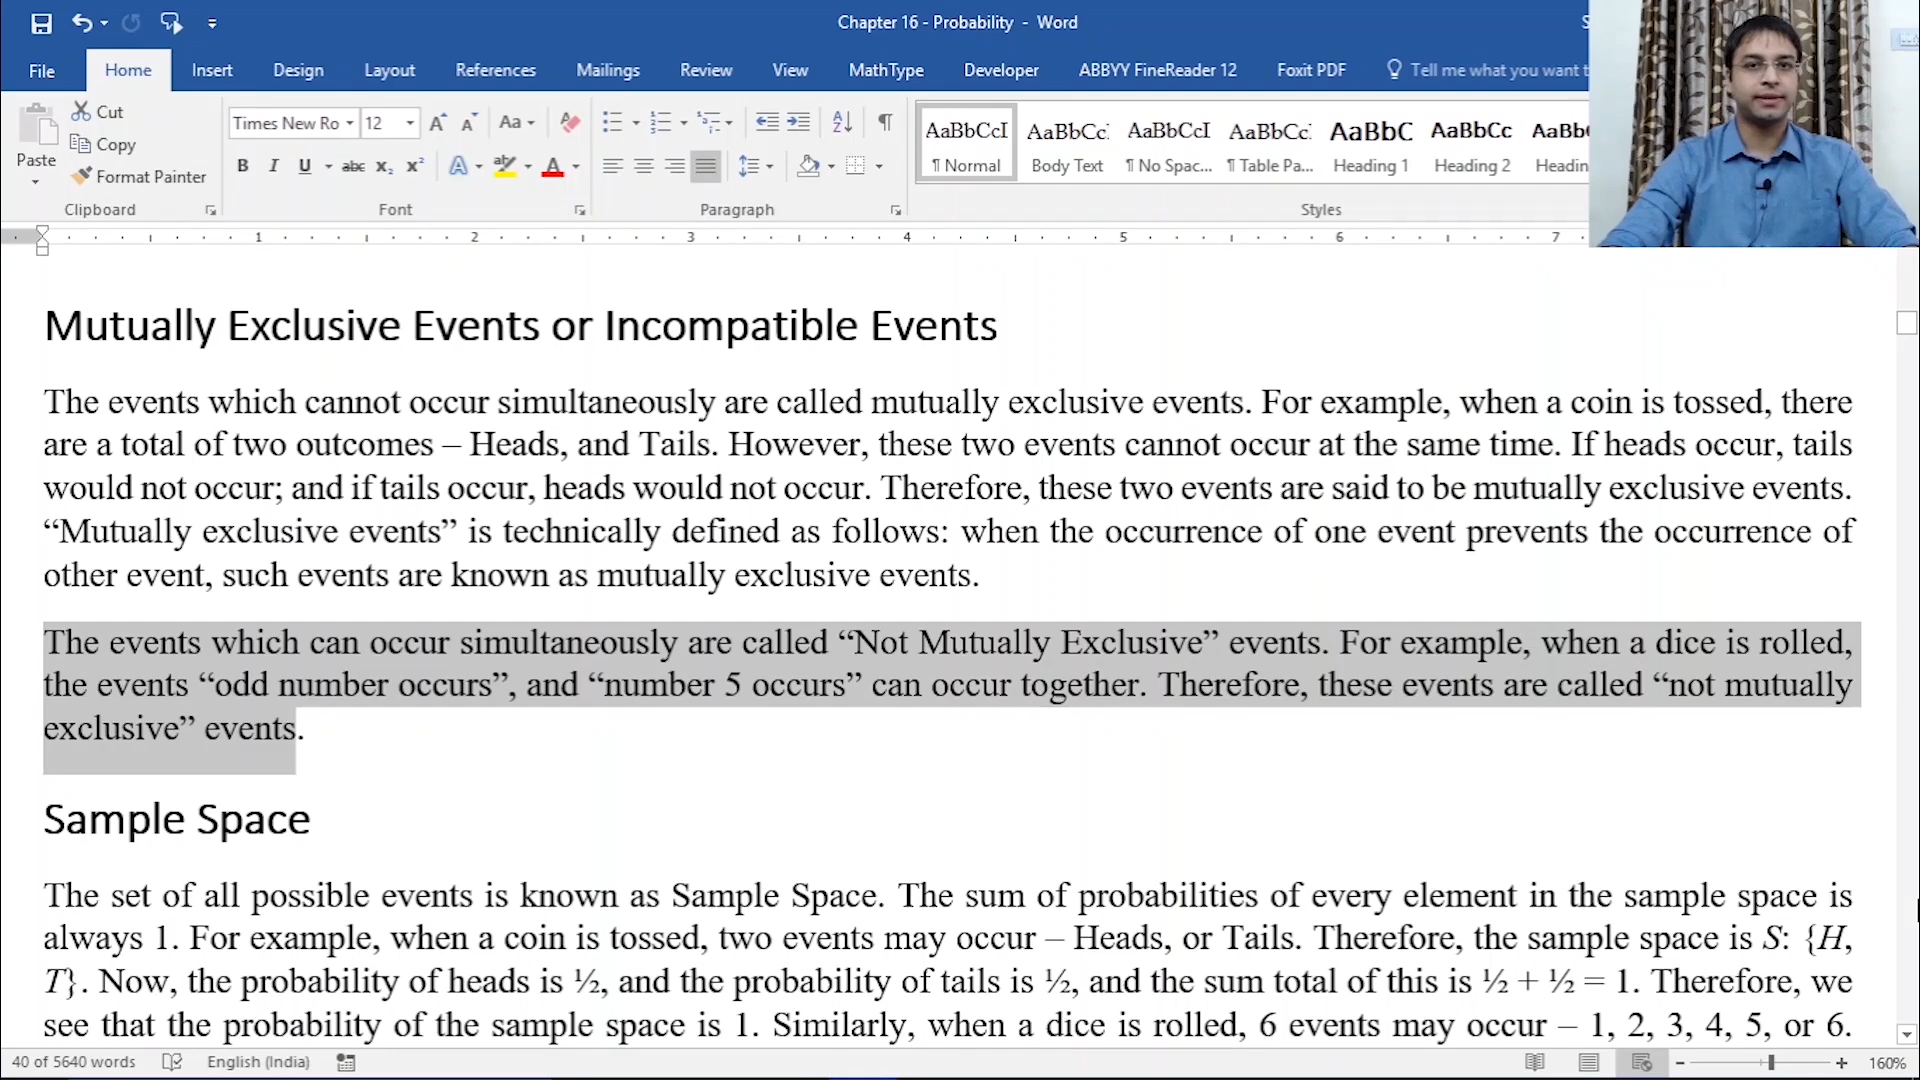 Chapter 16 - Probability - Word
File Home Insert Design Layout References Mailings Review View MathType Developer ABBYY FineReader 12 Foxit PDF Tell me what you want t
Cut
Copy
Paste
Format Painter
Times New Ro 12
AaBbCcI AaBbCc AaBbCcI AaBbCc AaBbC AaBbCc AaBb
¶ Normal Body Text ¶ No Spac... ¶ Table Pa... Heading 1 Heading 2 Headin
Clipboard Font Paragraph Styles
1 2 3 4 5 6 7
Mutually Exclusive Events or Incompatible Events
The events which cannot occur simultaneously are called mutually exclusive events. For example, when a coin is tossed, there
are a total of two outcomes – Heads, and Tails. However, these two events cannot occur at the same time. If heads occur, tails
would not occur; and if tails occur, heads would not occur. Therefore, these two events are said to be mutually exclusive events.
“Mutually exclusive events” is technically defined as follows: when the occurrence of one event prevents the occurrence of
other event, such events are known as mutually exclusive events.
The events which can occur simultaneously are called “Not Mutually Exclusive” events. For example, when a dice is rolled,
the events “odd number occurs”, and “number 5 occurs” can occur together. Therefore, these events are called “not mutually
exclusive” events.
Sample Space
The set of all possible events is known as Sample Space. The sum of probabilities of every element in the sample space is
always 1. For example, when a coin is tossed, two events may occur – Heads, or Tails. Therefore, the sample space is S: {H,
T}. Now, the probability of heads is ½, and the probability of tails is ½, and the sum total of this is ½ + ½ = 1. Therefore, we
see that the probability of the sample space is 1. Similarly, when a dice is rolled, 6 events may occur – 1, 2, 3, 4, 5, or 6.
40 of 5640 words English (India) 160%